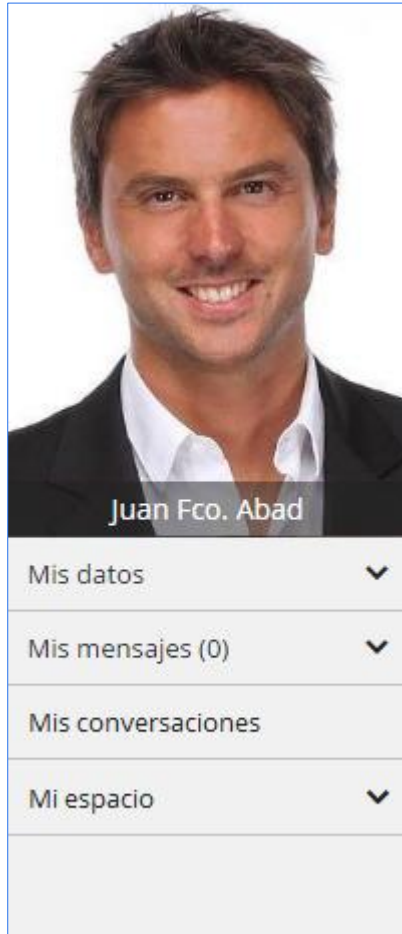 Juan Fco. Abad
Mis datos
Mis mensajes (0)
Mis conversaciones
Mi espacio